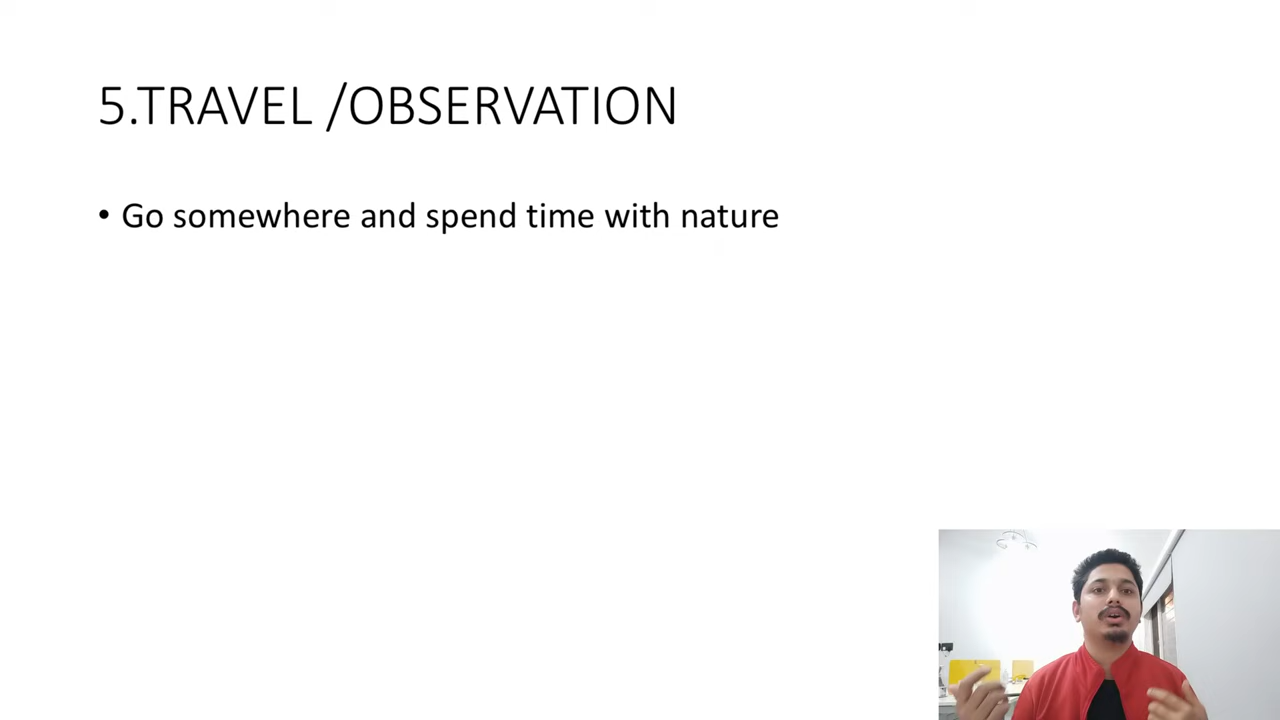 5.TRAVEL /OBSERVATION
• Go somewhere and spend time with nature